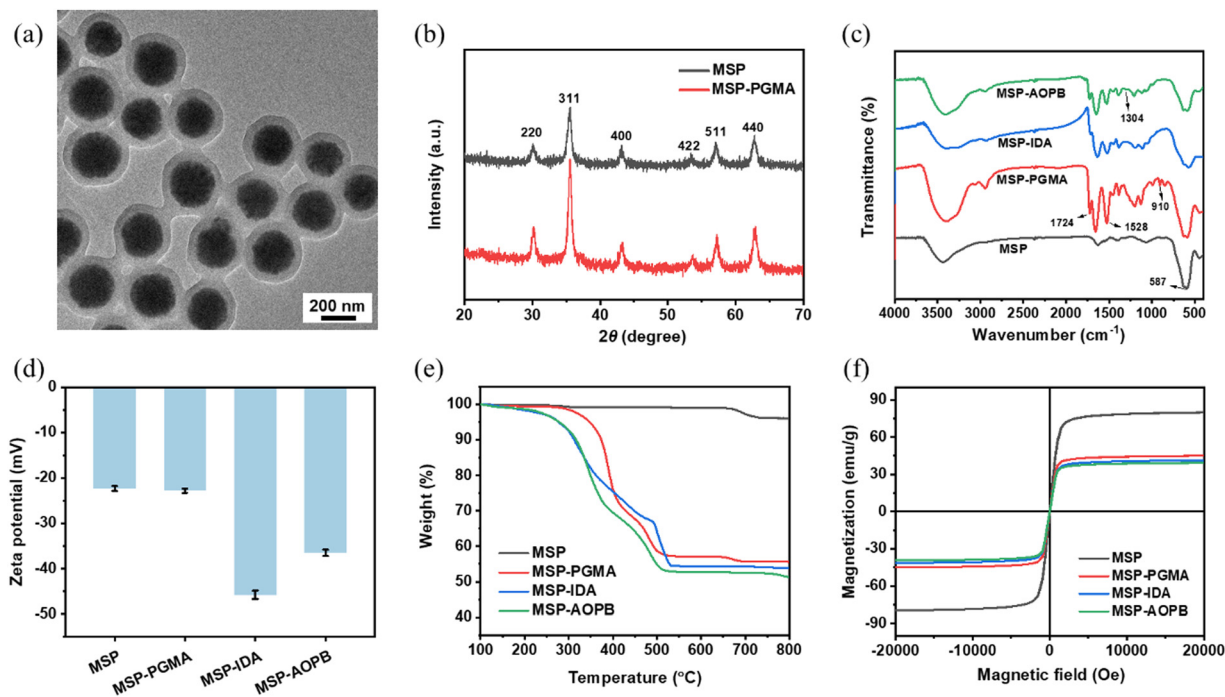 (a)
200 nm
(b)
MSP
MSP-PGMA
311
220
400
422
511
440
Intensity (a.u.)
20 30 40 50 60 70
2θ (degree)
(c)
MSP-AOPB
1304
MSP-IDA
MSP-PGMA
1724
1528
910
MSP
587
Transmittance (%)
4000 3500 3000 2500 2000 1500 1000 500
Wavenumber (cm⁻¹)
(d)
0
-10
-20
-30
-40
-50
Zeta potential (mV)
MSP MSP-PGMA MSP-IDA MSP-AOPB
(e)
100
90
80
70
60
50
40
Weight (%)
MSP
MSP-PGMA
MSP-IDA
MSP-AOPB
100 200 300 400 500 600 700 800
Temperature (°C)
(f)
90
60
30
0
-30
-60
-90
Magnetization (emu/g)
MSP
MSP-PGMA
MSP-IDA
MSP-AOPB
-20000 -10000 0 10000 20000
Magnetic field (Oe)